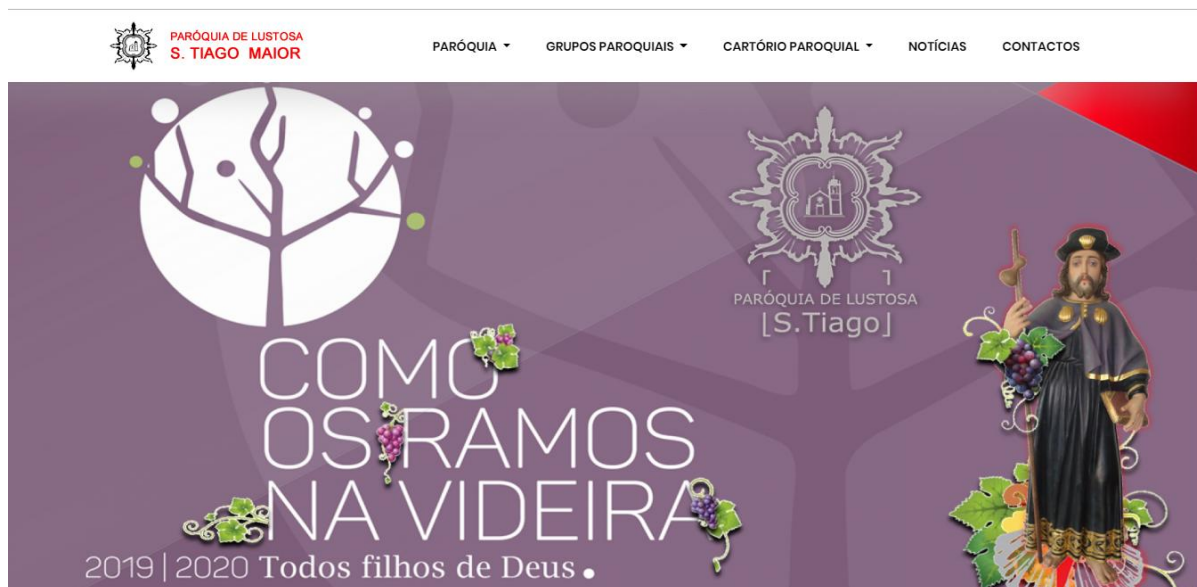 PARÓQUIA DE LUSTOSA
S. TIAGO MAIOR
PARÓQUIA GRUPOS PAROQUIAIS CARTÓRIO PAROQUIAL NOTÍCIAS CONTACTOS
PARÓQUIA DE LUSTOSA
[S.Tiago]
COMO
OS RAMOS
NA VIDEIRA
2019 | 2020 Todos filhos de Deus.